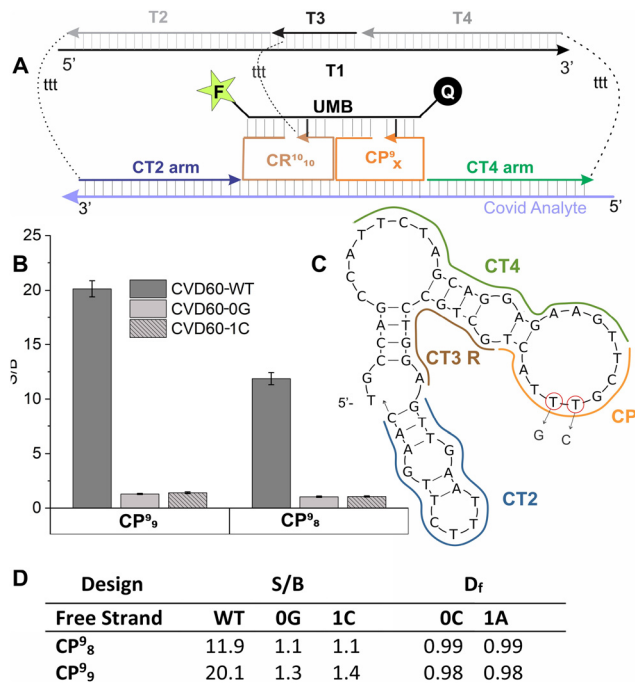 T2 T3 T4
A 5' 3'
ttt ttt T1 ttt
F UMB Q
CR¹⁰₁₀ CP⁹ₓ
CT2 arm CT4 arm
3' 5'
Covid Analyte
B
S/B
25
20
15
10
5
0
CVD60-WT
CVD60-0G
CVD60-1C
CP⁹₉ CP⁹₈
C
CT4
CT3 R
CP
CT2
5'-
G C
D Design S/B Df
Free Strand WT 0G 1C 0C 1A
CP⁹₈ 11.9 1.1 1.1 0.99 0.99
CP⁹₉ 20.1 1.3 1.4 0.98 0.98